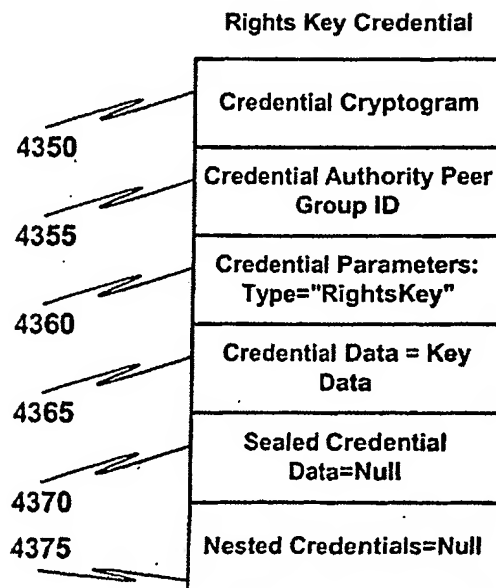 Rights Key Credential
Credential Cryptogram
4350
Credential Authority Peer
Group ID
4355
Credential Parameters:
Type="RightsKey"
4360
Credential Data = Key
Data
4365
Sealed Credential
Data=Null
4370
Nested Credentials=Null
4375